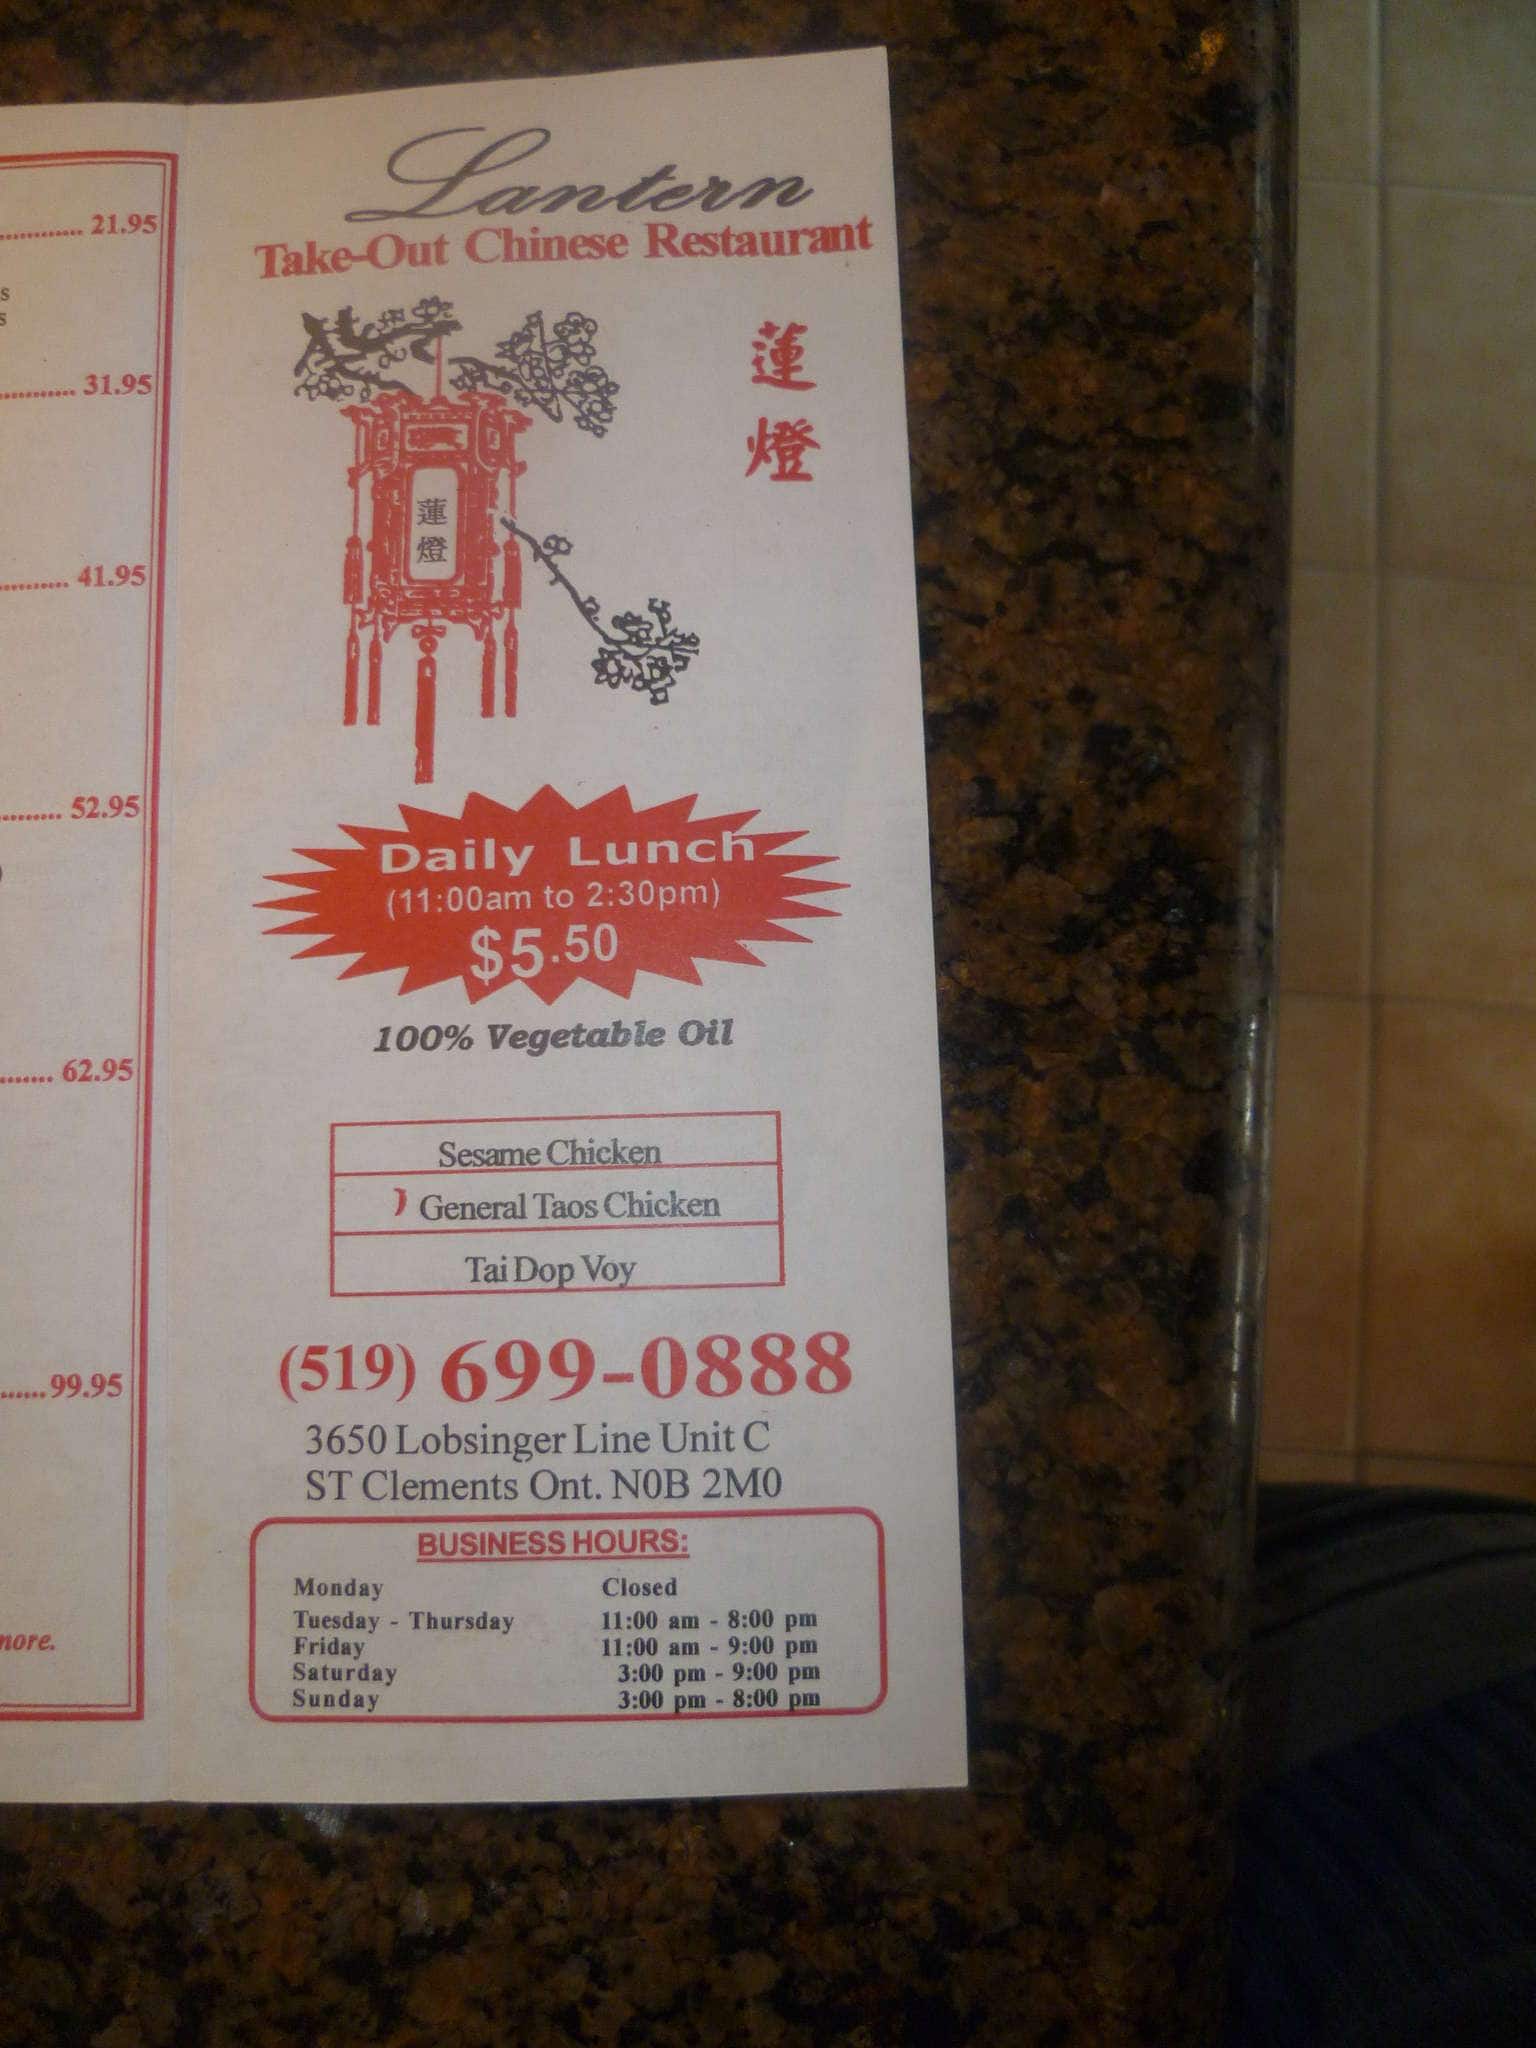 21.95
s
s
31.95
41.95
52.95
)
62.95
99.95
more.
Lantern
Take-Out Chinese Restaurant
蓮
燈
蓮
燈
Daily Lunch
(11:00am to 2:30pm)
$5.50
100% Vegetable Oil
Sesame Chicken
General Taos Chicken
Tai Dop Voy
(519) 699-0888
3650 Lobsinger Line Unit C
ST Clements Ont. N0B 2M0
BUSINESS HOURS:
Monday Closed
Tuesday - Thursday 11:00 am - 8:00 pm
Friday 11:00 am - 9:00 pm
Saturday 3:00 pm - 9:00 pm
Sunday 3:00 pm - 8:00 pm